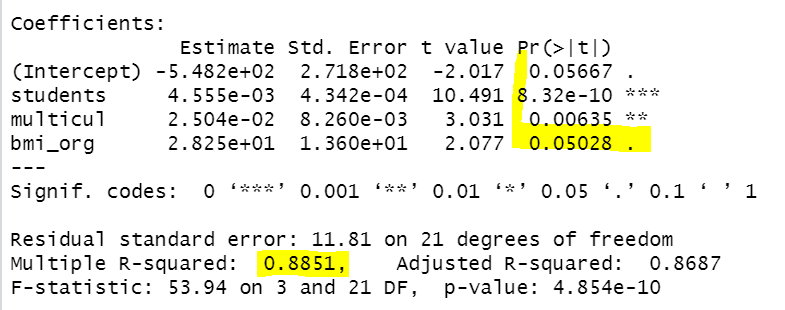 Coefficients:
Estimate Std. Error t value Pr(>|t|)
(Intercept) -5.482e+02 2.718e+02 -2.017 0.05667 .
students 4.555e-03 4.342e-04 10.491 8.32e-10 ***
multicul 2.504e-02 8.260e-03 3.031 0.00635 **
bmi_org 2.825e+01 1.360e+01 2.077 0.05028 .
---
Signif. codes: 0 ‘***’ 0.001 ‘**’ 0.01 ‘*’ 0.05 ‘.’ 0.1 ‘ ’ 1
Residual standard error: 11.81 on 21 degrees of freedom
Multiple R-squared: 0.8851, Adjusted R-squared: 0.8687
F-statistic: 53.94 on 3 and 21 DF, p-value: 4.854e-10